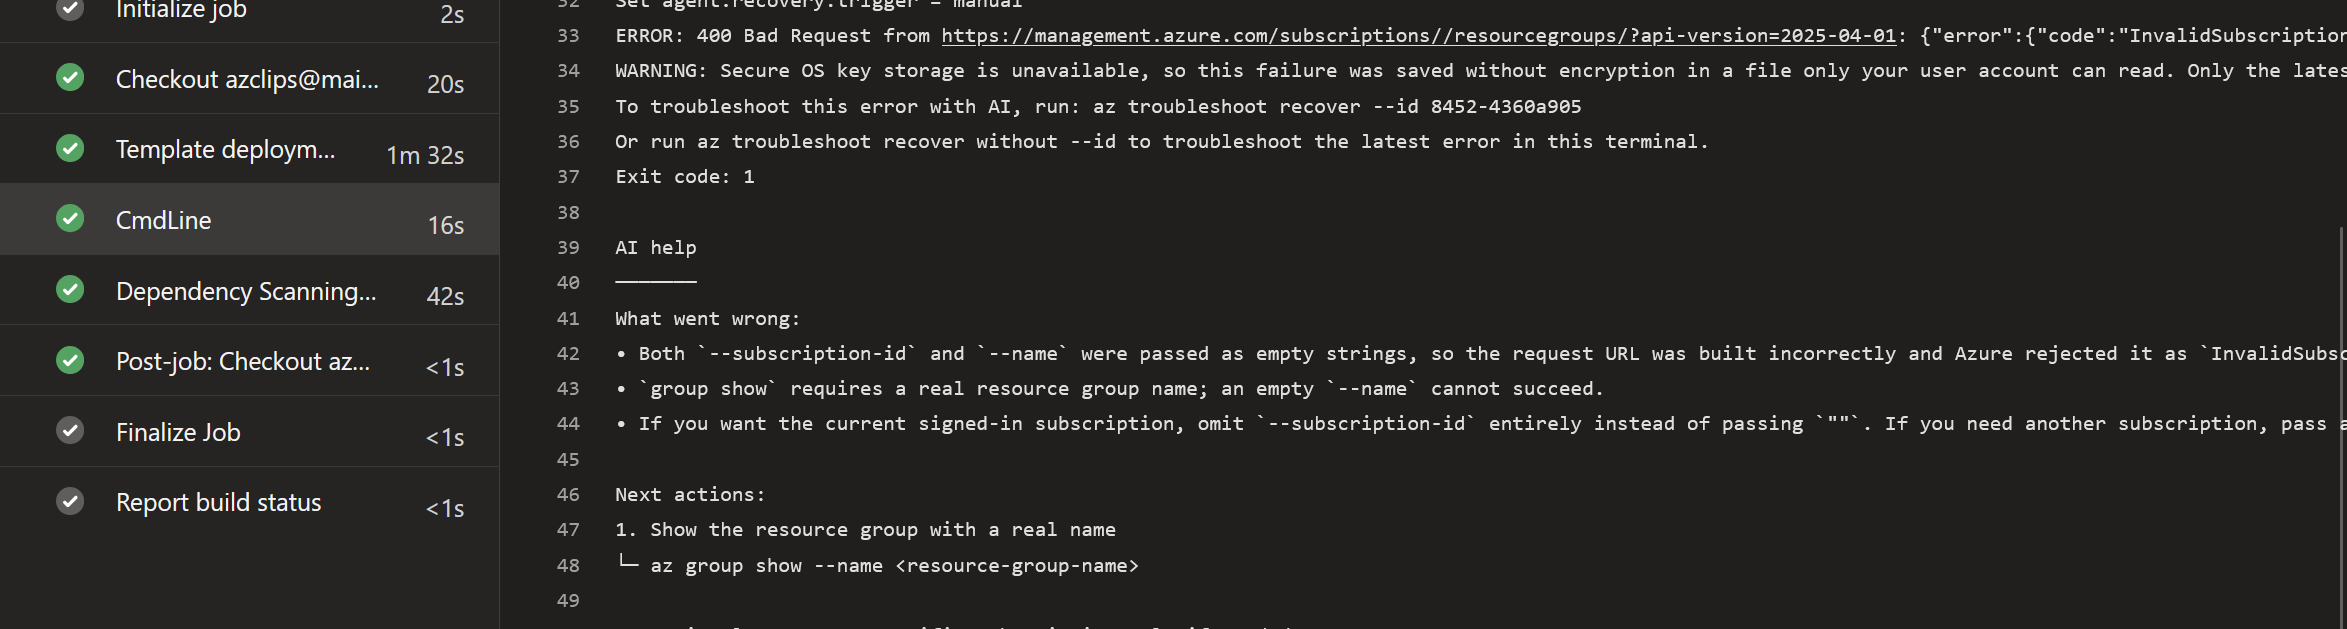 Initialize job
2s
Checkout azclips@mai...
20s
Template deploym...
1m 32s
CmdLine
16s
Dependency Scanning...
42s
Post-job: Checkout az...
<1s
Finalize Job
<1s
Report build status
<1s
32 Set agent.recovery.trigger = manual
33 ERROR: 400 Bad Request from https://management.azure.com/subscriptions//resourcegroups/?api-version=2025-04-01: {"error":{"code":"InvalidSubscription
34 WARNING: Secure OS key storage is unavailable, so this failure was saved without encryption in a file only your user account can read. Only the lates
35 To troubleshoot this error with AI, run: az troubleshoot recover --id 8452-4360a905
36 Or run az troubleshoot recover without --id to troubleshoot the latest error in this terminal.
37 Exit code: 1
38
39 AI help
40 ───────
41 What went wrong:
42 • Both `--subscription-id` and `--name` were passed as empty strings, so the request URL was built incorrectly and Azure rejected it as `InvalidSubsc
43 • `group show` requires a real resource group name; an empty `--name` cannot succeed.
44 • If you want the current signed-in subscription, omit `--subscription-id` entirely instead of passing `""`. If you need another subscription, pass a
45
46 Next actions:
47 1. Show the resource group with a real name
48 └─ az group show --name <resource-group-name>
49